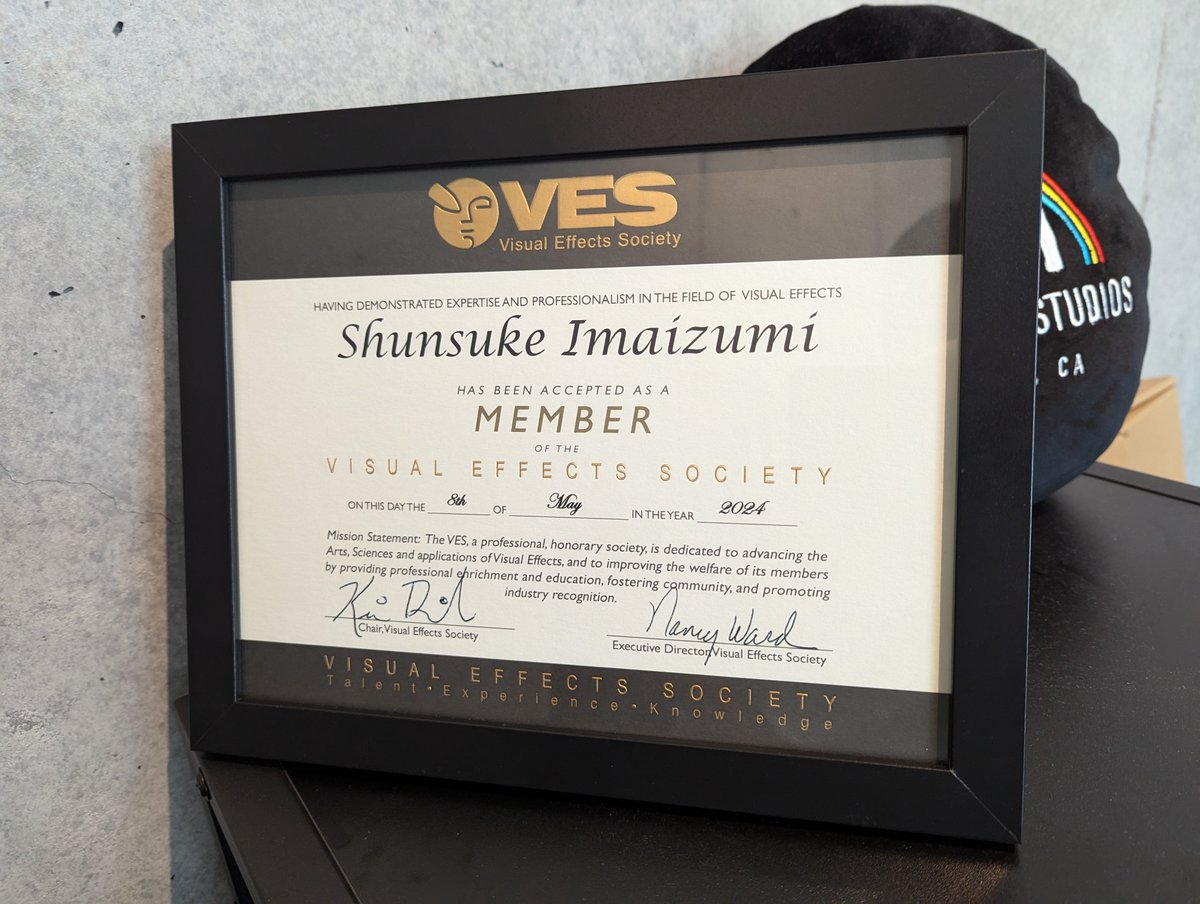 VES
Visual Effects Society
HAVING DEMONSTRATED EXPERTISE AND PROFESSIONALISM IN THE FIELD OF VISUAL EFFECTS
Shunsuke Imaizumi
HAS BEEN ACCEPTED AS A
MEMBER
OF THE
VISUAL EFFECTS SOCIETY
ON THIS DAY THE 8th OF May IN THE YEAR 2024
Mission Statement: The VES, a professional, honorary society, is dedicated to advancing the
Arts, Sciences and applications of Visual Effects, and to improving the welfare of its members
by providing professional enrichment and education, fostering community, and promoting
industry recognition.
Nancy Ward
Chair, Visual Effects Society
Executive Director, Visual Effects Society
VISUAL EFFECTS SOCIETY
Talent • Experience • Knowledge
STUDIOS
CA